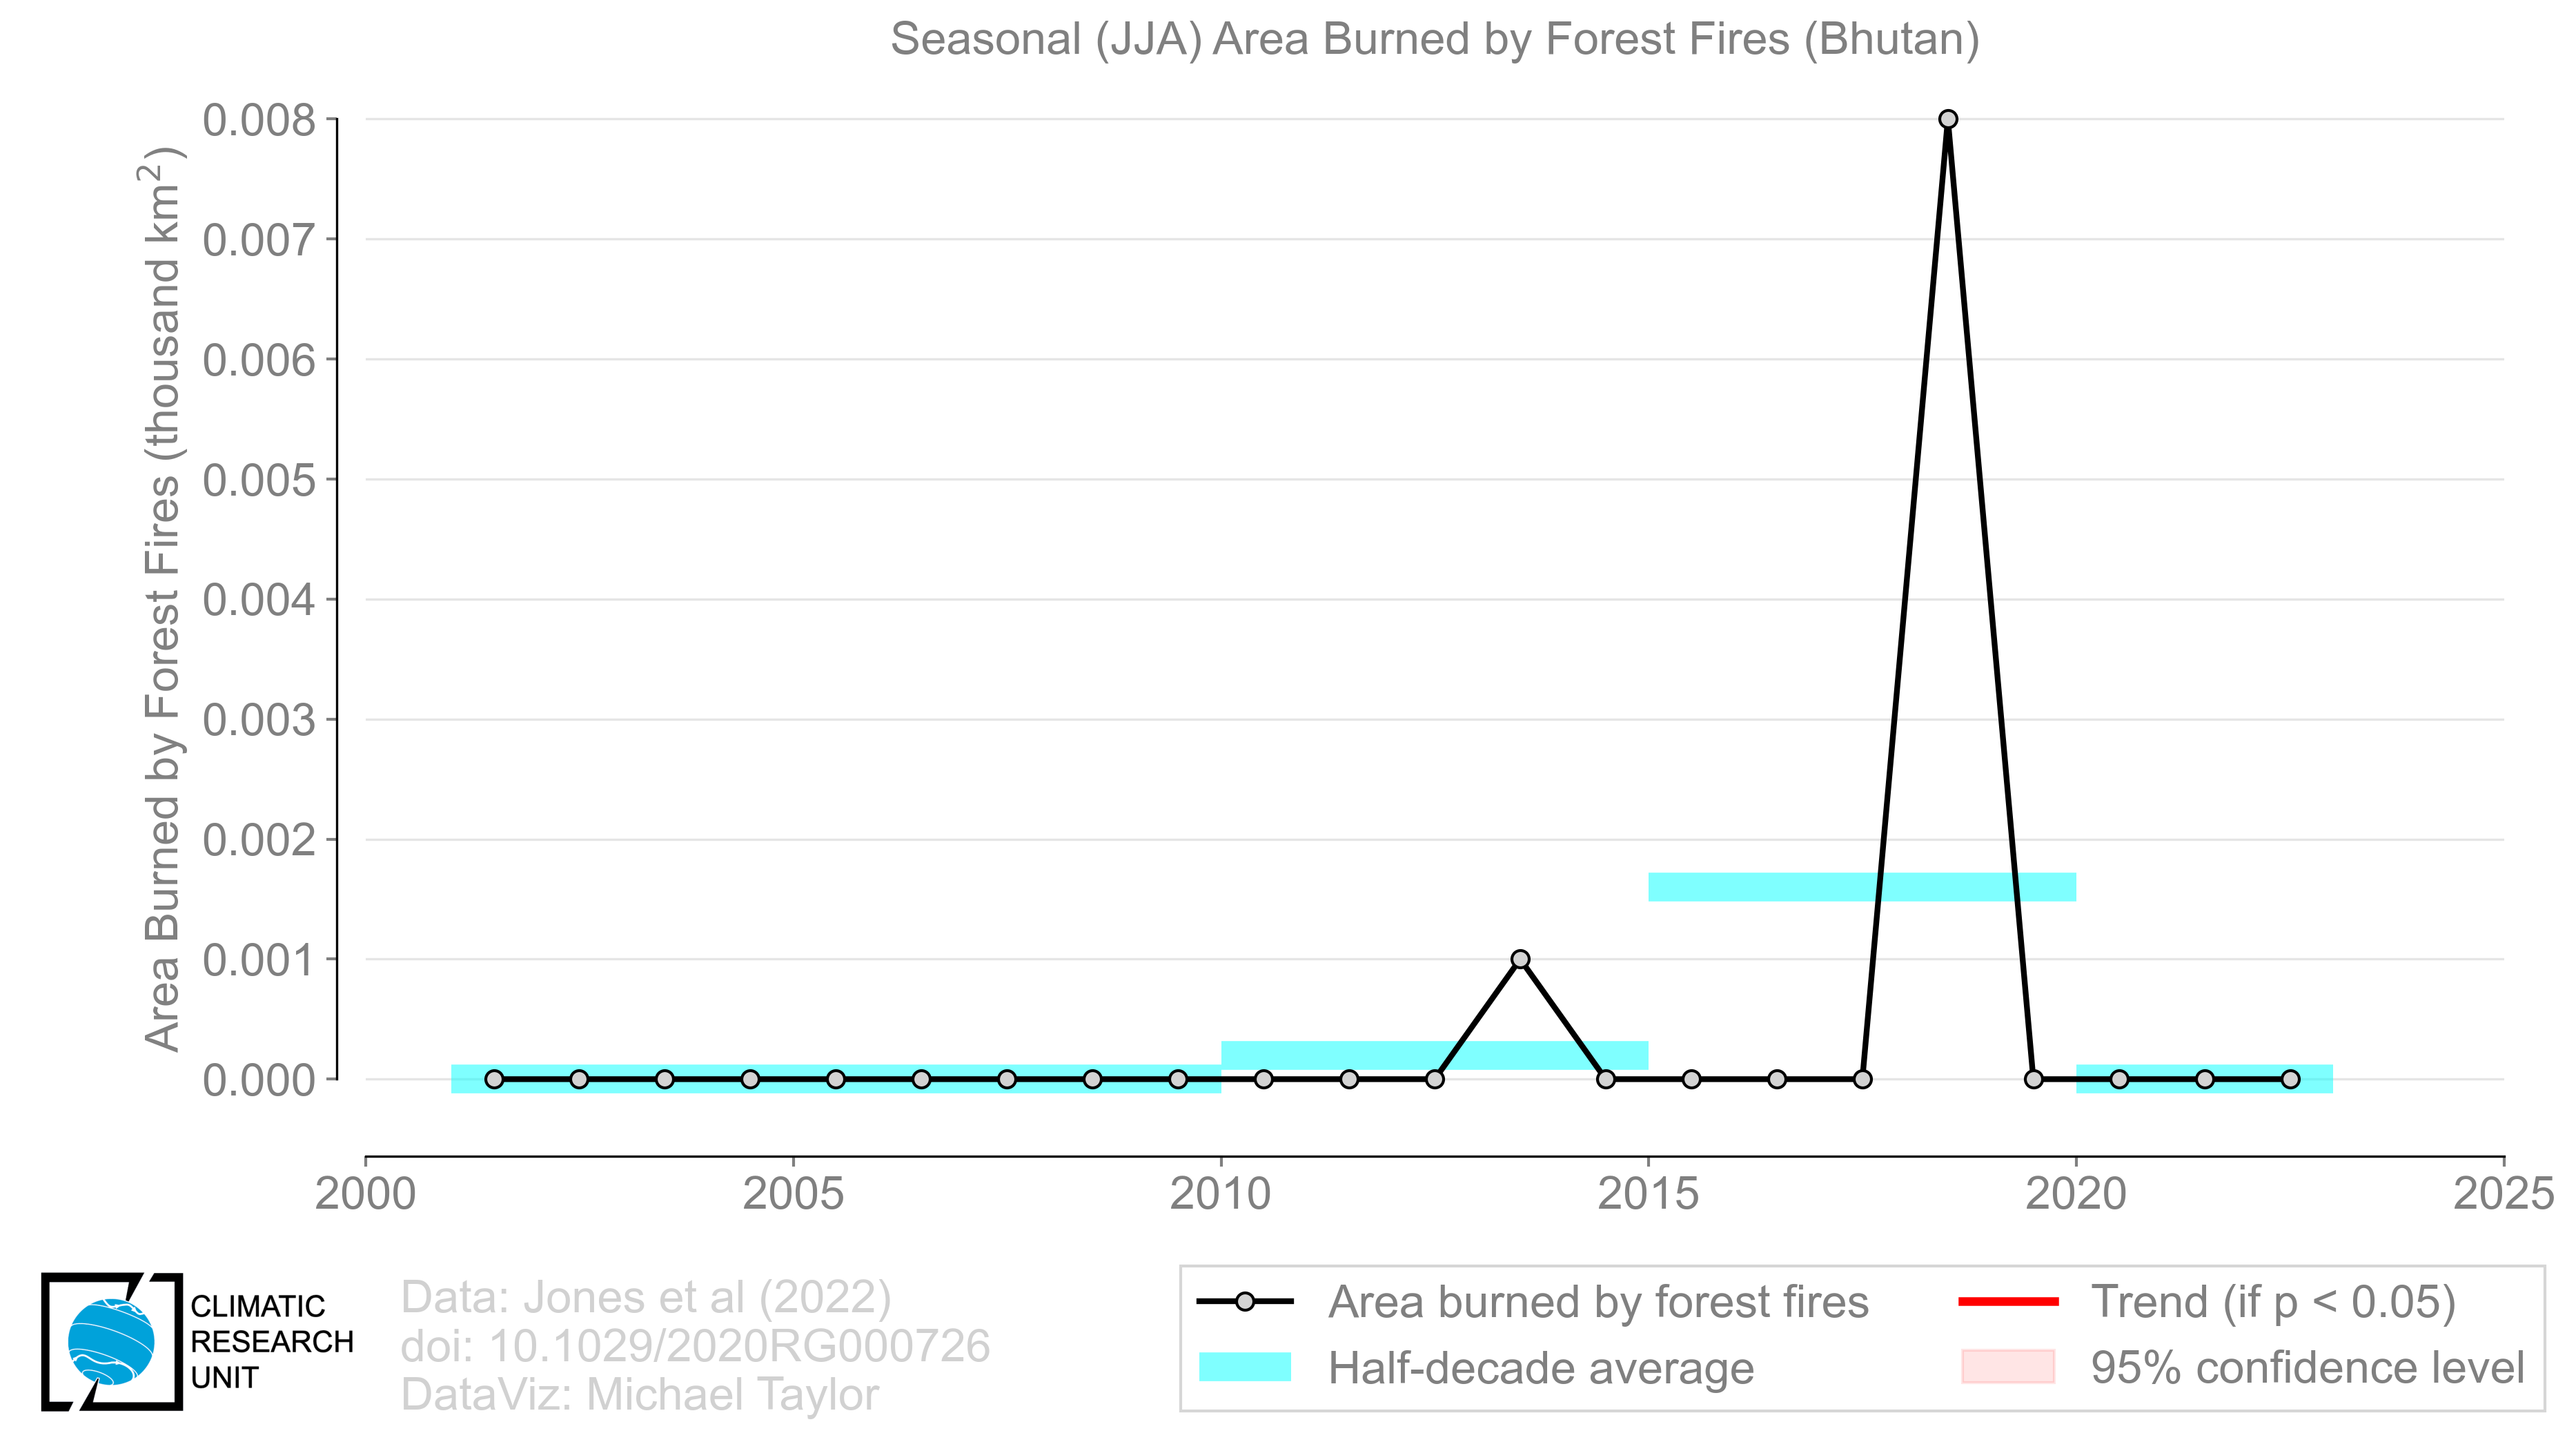 Seasonal (JJA) Area Burned by Forest Fires (Bhutan)
Area Burned by Forest Fires (thousand km²)
0.008
0.007
0.006
0.005
0.004
0.003
0.002
0.001
0.000
2000 2005 2010 2015 2020 2025
CLIMATIC
RESEARCH
UNIT
Data: Jones et al (2022)
doi: 10.1029/2020RG000726
DataViz: Michael Taylor
Area burned by forest fires
Half-decade average
Trend (if p < 0.05)
95% confidence level